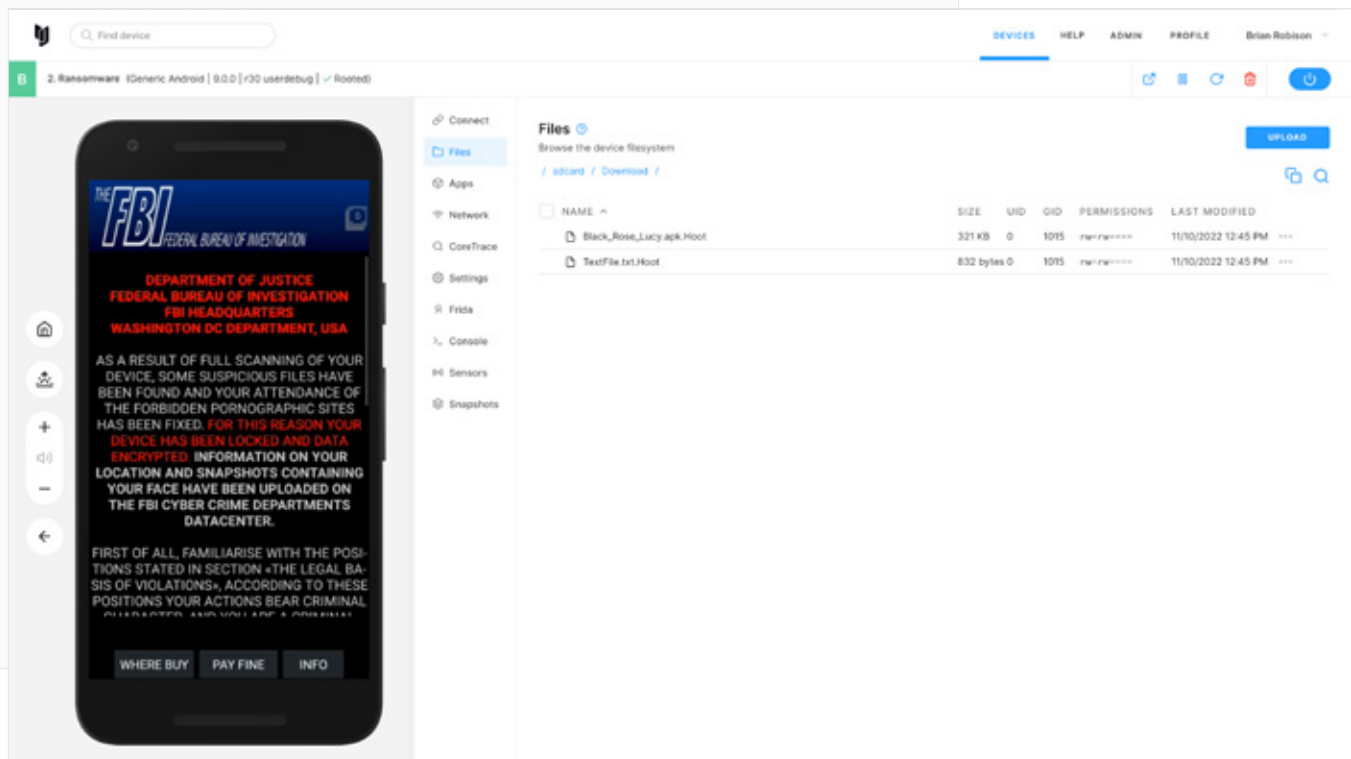 Find device
DEVICES
HELP
ADMIN
PROFILE
Brian Robison
B
2. Ransomware (Generic Android | 9.0.0 | r30 userdebug | ✓ Rooted)
THE FBI FEDERAL BUREAU OF INVESTIGATION
DEPARTMENT OF JUSTICE
FEDERAL BUREAU OF INVESTIGATION
FBI HEADQUARTERS
WASHINGTON DC DEPARTMENT, USA
AS A RESULT OF FULL SCANNING OF YOUR
DEVICE, SOME SUSPICIOUS FILES HAVE
BEEN FOUND AND YOUR ATTENDANCE OF
THE FORBIDDEN PORNOGRAPHIC SITES
HAS BEEN FIXED. FOR THIS REASON YOUR
DEVICE HAS BEEN LOCKED AND DATA
ENCRYPTED. INFORMATION ON YOUR
LOCATION AND SNAPSHOTS CONTAINING
YOUR FACE HAVE BEEN UPLOADED ON
THE FBI CYBER CRIME DEPARTMENTS
DATACENTER.
FIRST OF ALL, FAMILIARISE WITH THE POSI-
TIONS STATED IN SECTION «THE LEGAL BA-
SIS OF VIOLATIONS», ACCORDING TO THESE
POSITIONS YOUR ACTIONS BEAR CRIMINAL
CHARACTER, AND YOU ARE A CRIMINAL
WHERE BUY
PAY FINE
INFO
Connect
Files
Apps
Network
CoreTrace
Settings
Frida
Console
Sensors
Snapshots
Files
Browse the device filesystem
/ sdcard / Download /
UPLOAD
NAME SIZE UID GID PERMISSIONS LAST MODIFIED
Black_Rose_Lucy.apk.Hoot 321 KB 0 1015 rw-rw---- 11/10/2022 12:45 PM
TextFile.txt.Hoot 832 bytes 0 1015 rw-rw---- 11/10/2022 12:45 PM